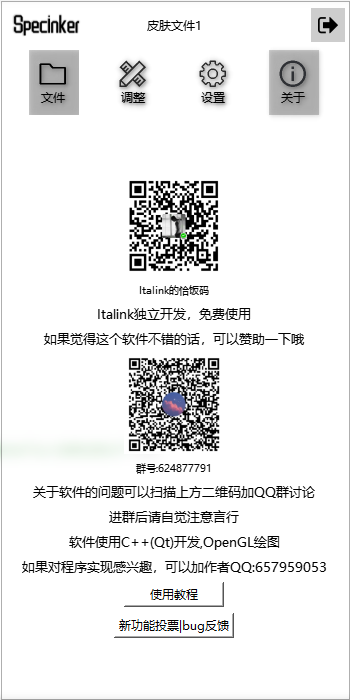 Specinker
皮肤文件1
文件
调整
设置
关于
Italink的恰饭码
Italink独立开发，免费使用
如果觉得这个软件不错的话，可以赞助一下哦
群号:624877791
关于软件的问题可以扫描上方二维码加QQ群讨论
进群后请自觉注意言行
软件使用C++(Qt)开发,OpenGL绘图
如果对程序实现感兴趣，可以加作者QQ:657959053
使用教程
新功能投票|bug反馈